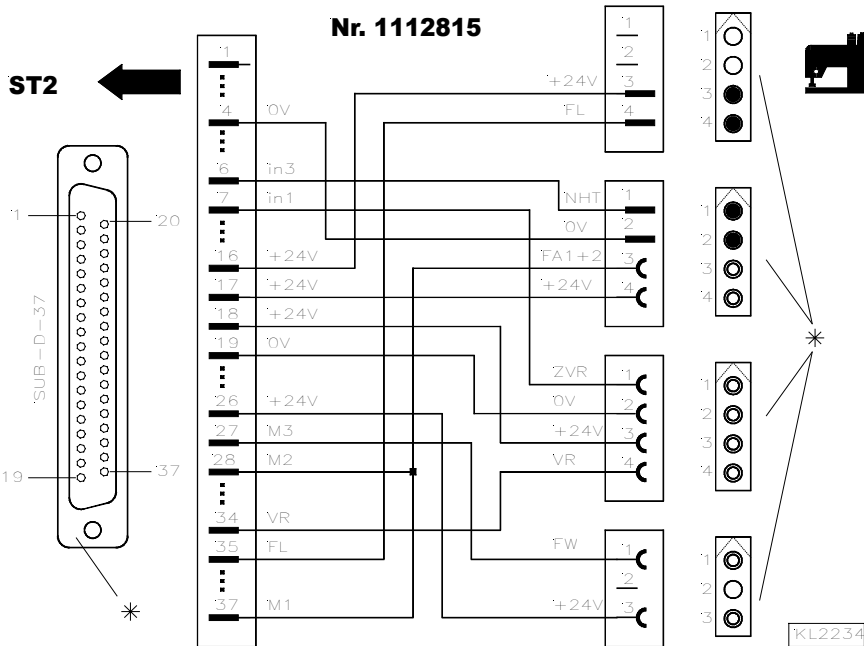 Nr. 1112815
ST2
1
4 0V
6 in3
7 in1
16 +24V
17 +24V
18 +24V
19 0V
26 +24V
27 M3
28 M2
34 VR
35 FL
37 M1
1 20
SUB-D-37
19 37
1
2
+24V 3
FL 4
NHT 1
0V 2
FA1+2 3
+24V 4
ZVR 1
0V 2
+24V 3
VR 4
FW 1
2
+24V 3
1
2
3
4
1
2
3
4
1
2
3
4
1
2
3
*
*
KL2234